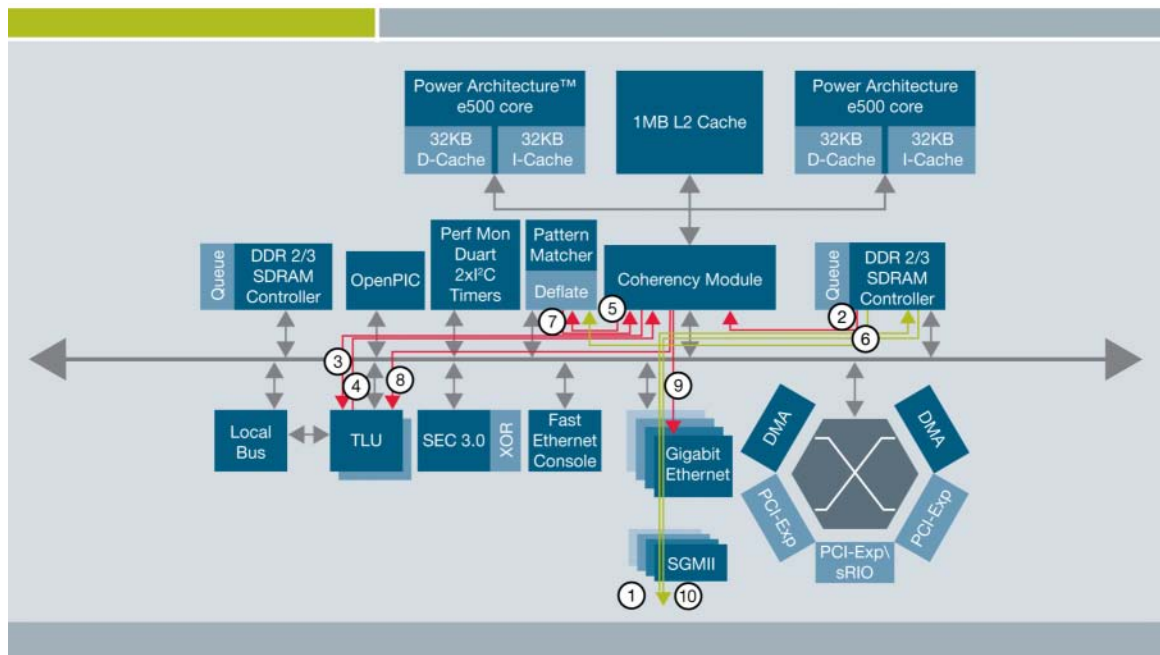 Power Architecture™
e500 core
32KB
D-Cache
32KB
I-Cache
1MB L2 Cache
Power Architecture
e500 core
32KB
D-Cache
32KB
I-Cache
Queue
DDR 2/3
SDRAM
Controller
OpenPIC
Perf Mon
Duart
2xI²C
Timers
Pattern
Matcher
Deflate
Coherency Module
Queue
DDR 2/3
SDRAM
Controller
7
5
2
6
3
4
8
9
Local
Bus
TLU
SEC 3.0
XOR
Fast
Ethernet
Console
Gigabit
Ethernet
DMA
DMA
PCI-Exp
PCI-Exp
PCI-Exp\
sRIO
SGMII
1
10